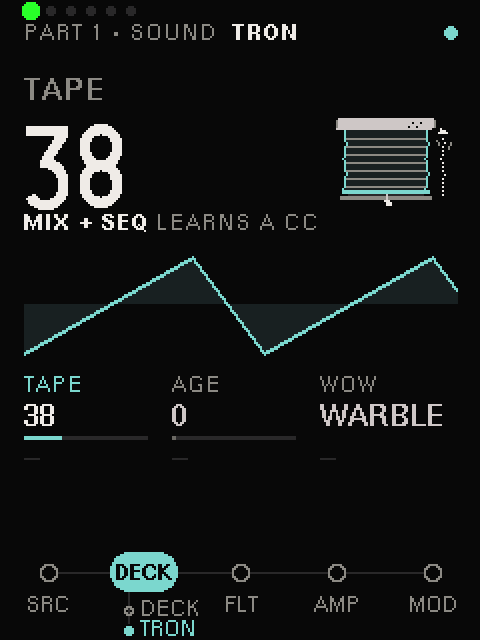 PART 1 · SOUND TRON
TAPE
38
MIX + SEQ LEARNS A CC
TAPE AGE WOW
38 0 WARBLE
DECK
SRC FLT AMP MOD
DECK
TRON